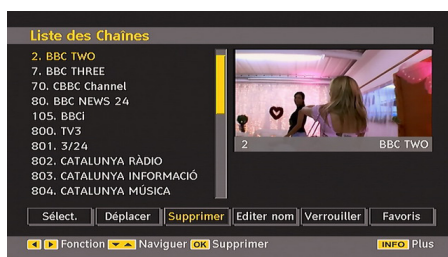 Liste des Chaînes
2. BBC TWO
7. BBC THREE
70. CBBC Channel
80. BBC NEWS 24
105. BBCi
800. TV3
801. 3/24
802. CATALUNYA RÀDIO
803. CATALUNYA INFORMACIÓ
804. CATALUNYA MÚSICA
2 BBC TWO
Sélect. Déplacer Supprimer Editer nom Verrouiller Favoris
Fonction Naviguer OK Supprimer INFO Plus